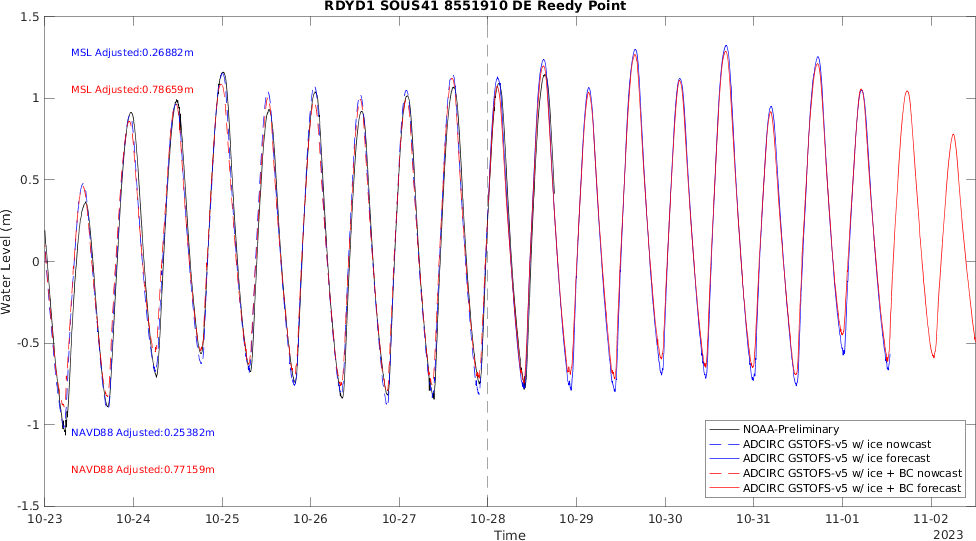 RDYD1 SOUS41 8551910 DE Reedy Point
1.5
1
0.5
0
-0.5
-1
-1.5
Water Level (m)
MSL Adjusted:0.26882m
MSL Adjusted:0.78659m
NAVD88 Adjusted:0.25382m
NAVD88 Adjusted:0.77159m
NOAA-Preliminary
ADCIRC GSTOFS-v5 w/ ice nowcast
ADCIRC GSTOFS-v5 w/ ice forecast
ADCIRC GSTOFS-v5 w/ ice + BC nowcast
ADCIRC GSTOFS-v5 w/ ice + BC forecast
10-23 10-24 10-25 10-26 10-27 10-28 10-29 10-30 10-31 11-01 11-02
Time
2023